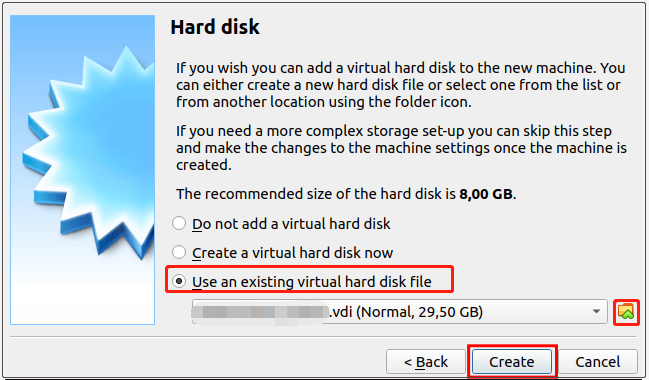 Hard disk
If you wish you can add a virtual hard disk to the new machine. You
can either create a new hard disk file or select one from the list or
from another location using the folder icon.
If you need a more complex storage set-up you can skip this step
and make the changes to the machine settings once the machine is
created.
The recommended size of the hard disk is 8,00 GB.
Do not add a virtual hard disk
Create a virtual hard disk now
Use an existing virtual hard disk file
.vdi (Normal, 29,50 GB)
< Back Create Cancel